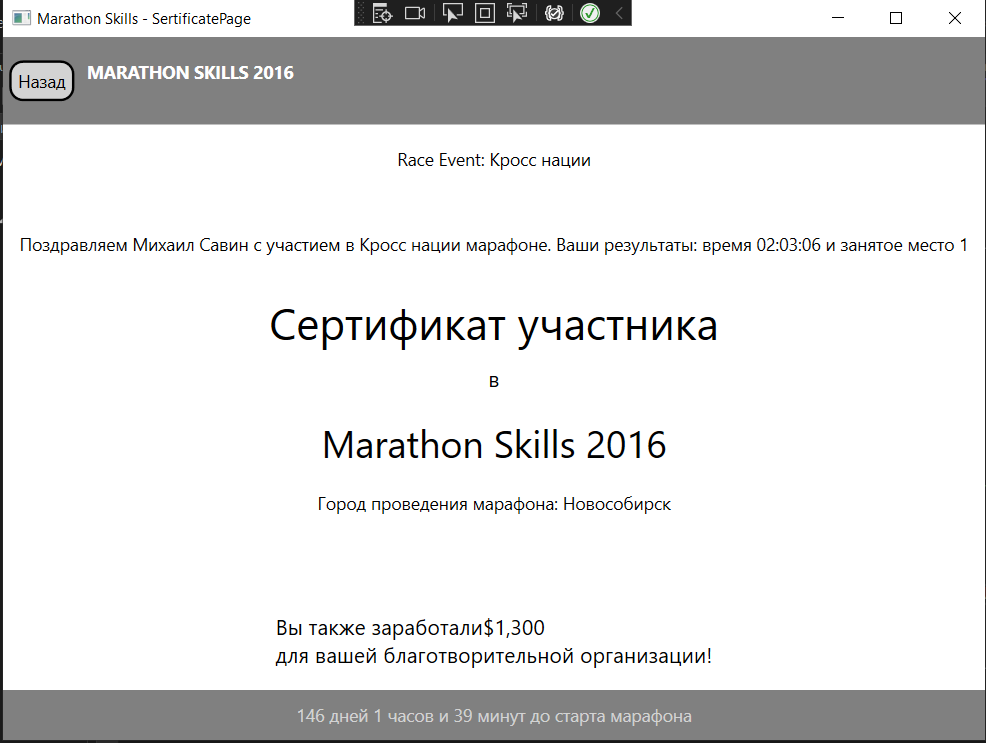 Marathon Skills - SertificatePage
Назад
MARATHON SKILLS 2016
Race Event: Кросс нации
Поздравляем Михаил Савин с участием в Кросс нации марафоне. Ваши результаты: время 02:03:06 и занятое место 1
Сертификат участника
в
Marathon Skills 2016
Город проведения марафона: Новособирск
Вы также заработали$1,300
для вашей благотворительной организации!
146 дней 1 часов и 39 минут до старта марафона